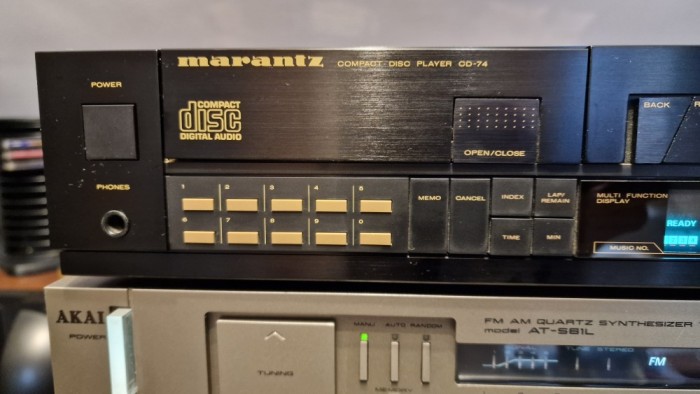 marantz COMPACT DISC PLAYER CD-74
POWER
BACK
COMPACT
disc
DIGITAL AUDIO
OPEN/CLOSE
PHONES
1 2 3 4 5
6 7 8 9 0
MEMO CANCEL INDEX LAP/
REMAIN
TIME MIN
MULTI FUNCTION
DISPLAY
READY
MUSIC NO.
AKAI
POWER
TUNING
MANU AUTO RANDOM
MEMORY
FM AM QUARTZ SYNTHESIZER
model AT-S81L
TUNE STEREO
FM